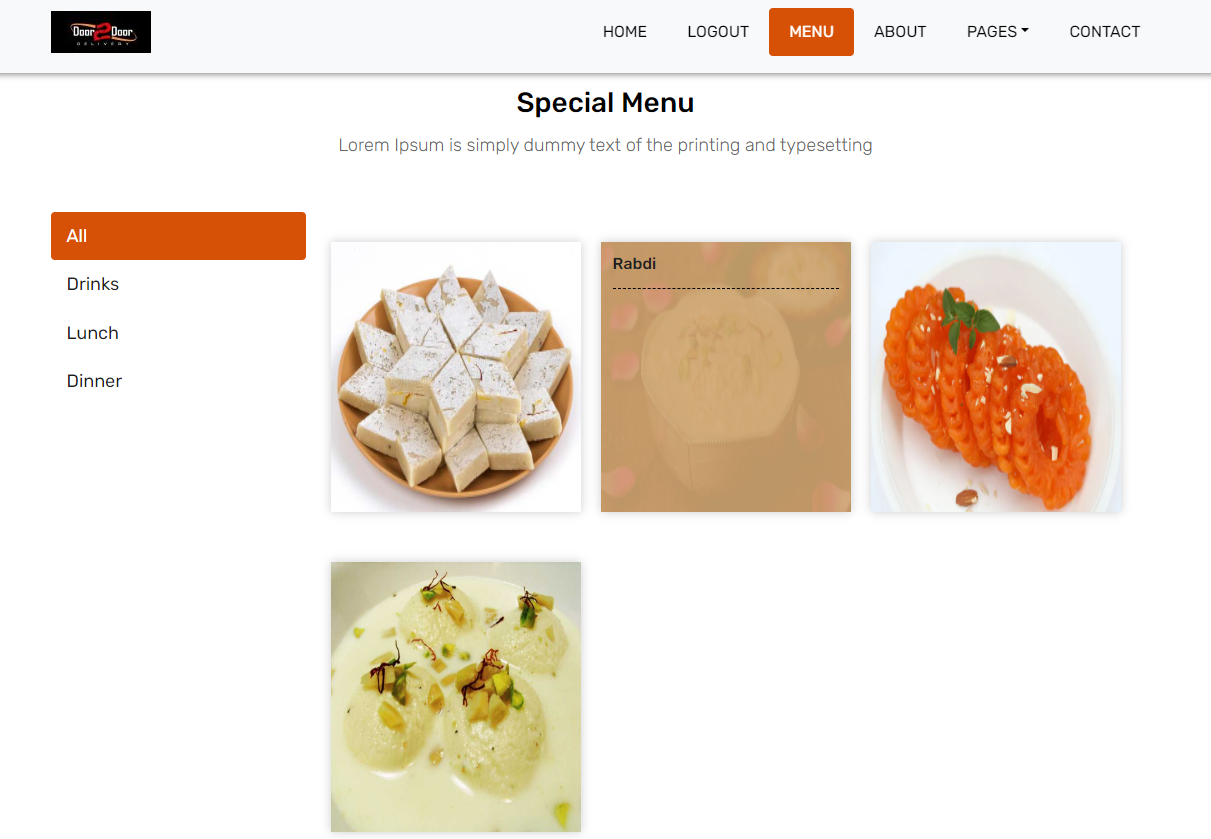 Door2Door
DELIVERY
HOME LOGOUT MENU ABOUT PAGES CONTACT
Special Menu
Lorem Ipsum is simply dummy text of the printing and typesetting
All
Drinks
Lunch
Dinner
Rabdi